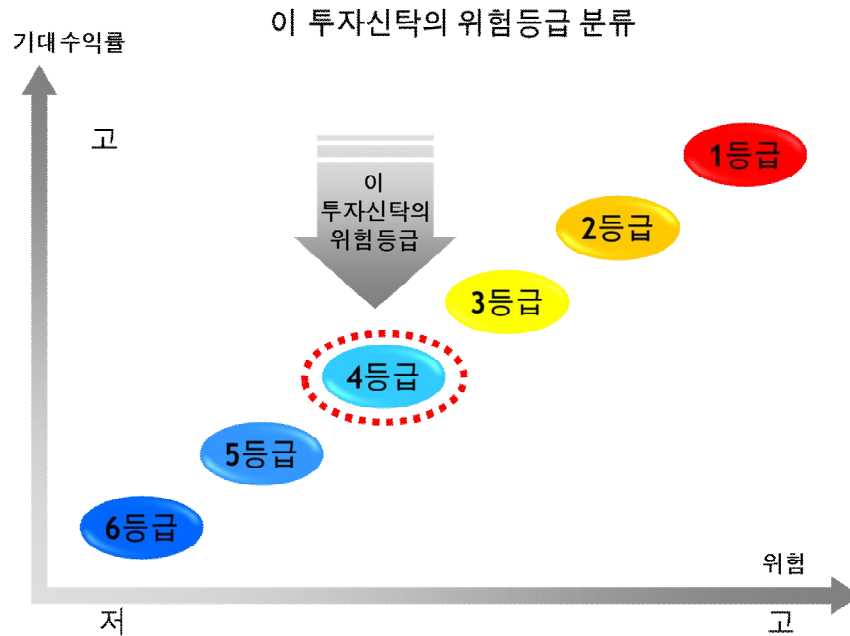 이 투자신탁의 위험등급 분류
기대수익률
고
이
투자신탁의
위험등급
1등급
2등급
3등급
4등급
5등급
6등급
위험
저
고